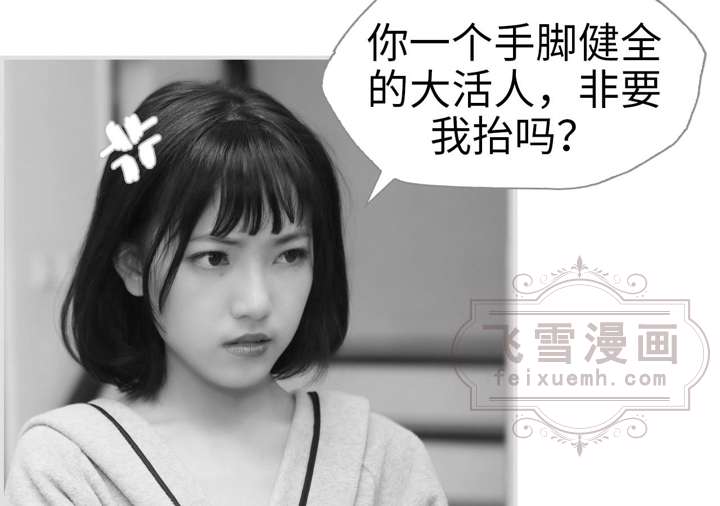 你一个手脚健全
的大活人，非要
我抬吗？
飞雪漫画
feixuemh.com